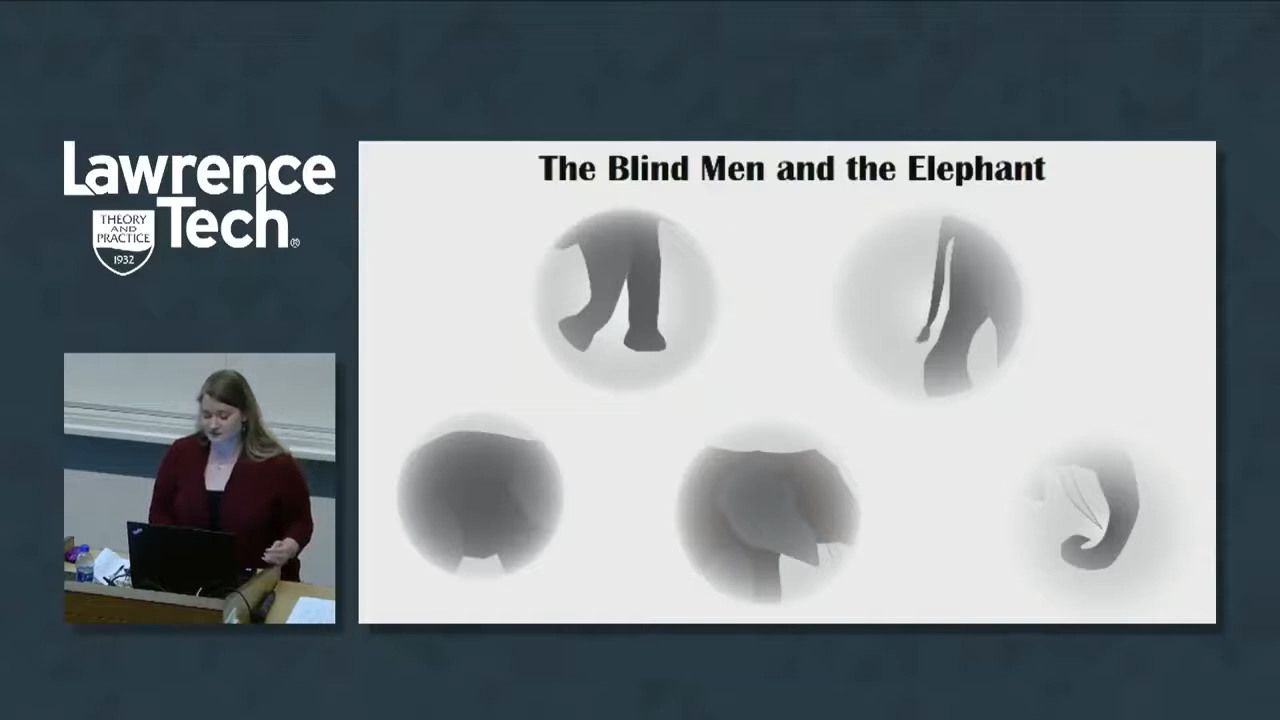 Lawrence
Tech®
THEORY
AND
PRACTICE
1932
The Blind Men and the Elephant